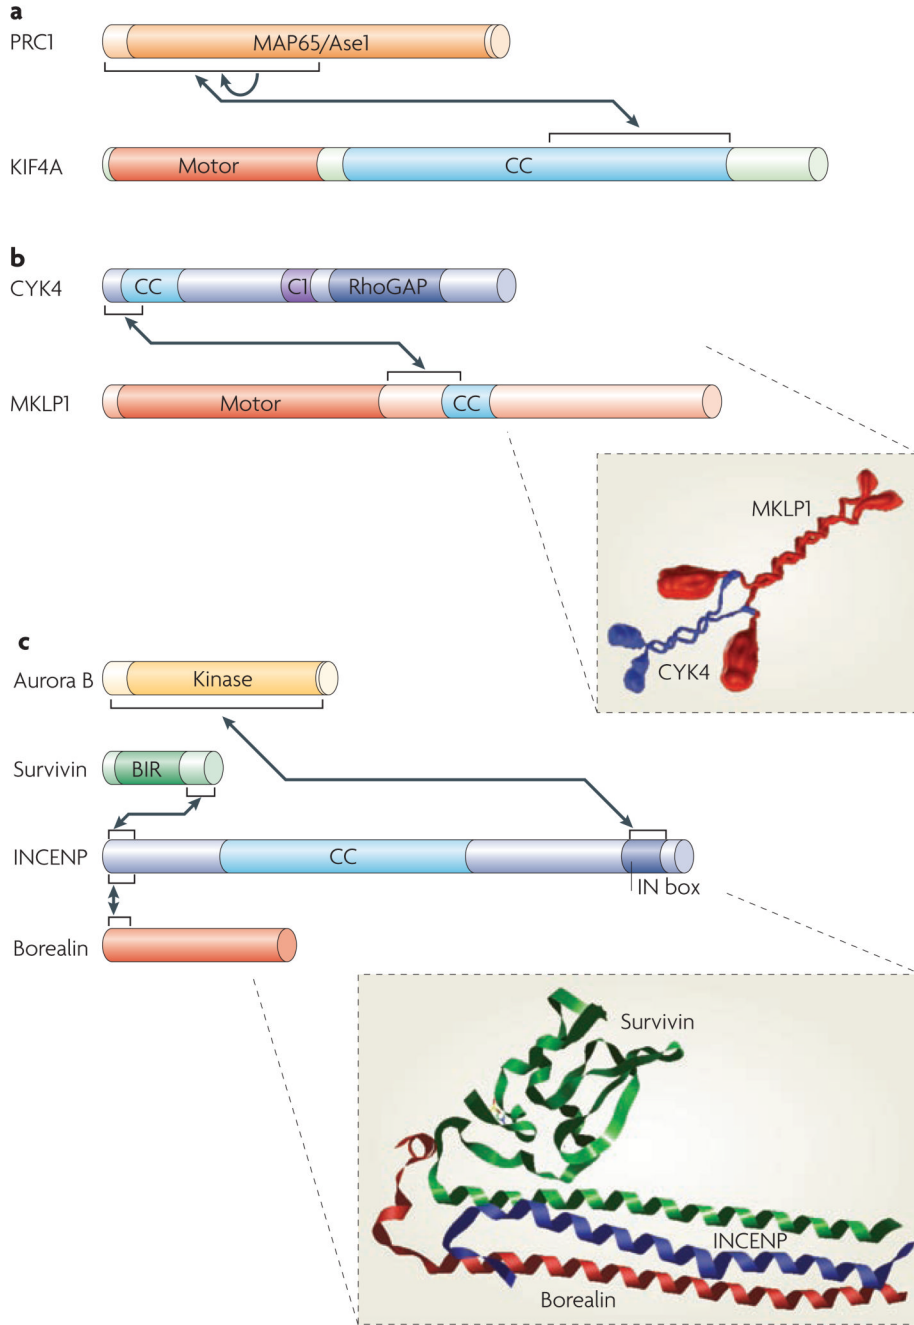 a
PRC1
MAP65/Ase1
KIF4A
Motor
CC
b
CYK4
CC
C1
RhoGAP
MKLP1
Motor
CC
MKLP1
CYK4
c
Aurora B
Kinase
Survivin
BIR
INCENP
CC
IN box
Borealin
Survivin
INCENP
Borealin